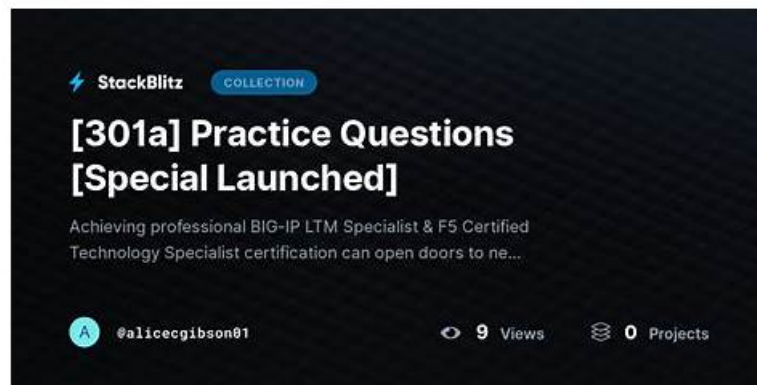 StackBlitz COLLECTION
[301a] Practice Questions
[Special Launched]
Achieving professional BIG-IP LTM Specialist & F5 Certified
Technology Specialist certification can open doors to ne...
A @alicecgibson01 9 Views 0 Projects